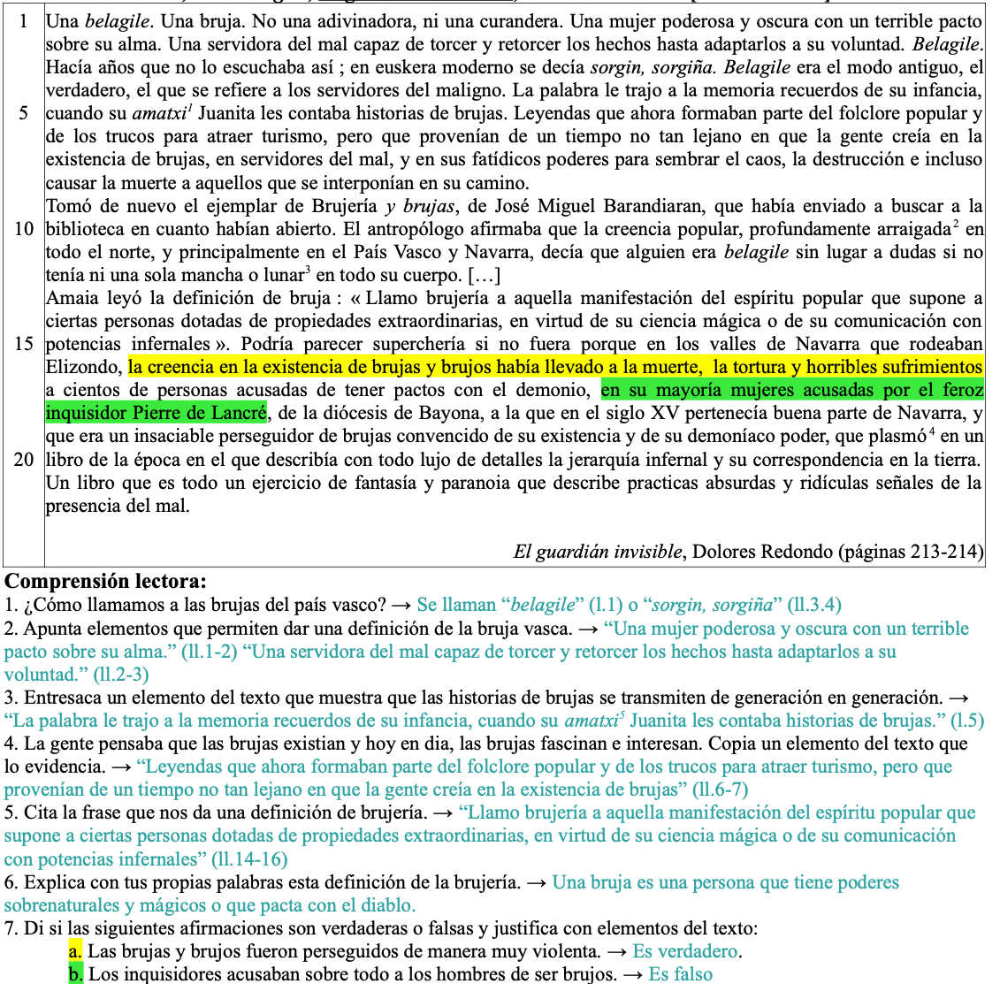 1 Una belagile. Una bruja. No una adivinadora, ni una curandera. Una mujer poderosa y oscura con un terrible pacto
sobre su alma. Una servidora del mal capaz de torcer y retorcer los hechos hasta adaptarlos a su voluntad. Belagile.
Hacía años que no lo escuchaba así ; en euskera moderno se decía sorgin, sorgiña. Belagile era el modo antiguo, el
verdadero, el que se refiere a los servidores del maligno. La palabra le trajo a la memoria recuerdos de su infancia,
5 cuando su amatxi¹ Juanita les contaba historias de brujas. Leyendas que ahora formaban parte del folclore popular y
de los trucos para atraer turismo, pero que provenían de un tiempo no tan lejano en que la gente creía en la
existencia de brujas, en servidores del mal, y en sus fatídicos poderes para sembrar el caos, la destrucción e incluso
causar la muerte a aquellos que se interponían en su camino.
Tomó de nuevo el ejemplar de Brujería y brujas, de José Miguel Barandiaran, que había enviado a buscar a la
10 biblioteca en cuanto habían abierto. El antropólogo afirmaba que la creencia popular, profundamente arraigada² en
todo el norte, y principalmente en el País Vasco y Navarra, decía que alguien era belagile sin lugar a dudas si no
tenía ni una sola mancha o lunar³ en todo su cuerpo. […]
Amaia leyó la definición de bruja : « Llamo brujería a aquella manifestación del espíritu popular que supone a
ciertas personas dotadas de propiedades extraordinarias, en virtud de su ciencia mágica o de su comunicación con
15 potencias infernales ». Podría parecer superchería si no fuera porque en los valles de Navarra que rodeaban
Elizondo, la creencia en la existencia de brujas y brujos había llevado a la muerte, la tortura y horribles sufrimientos
a cientos de personas acusadas de tener pactos con el demonio, en su mayoría mujeres acusadas por el feroz
inquisidor Pierre de Lancré, de la diócesis de Bayona, a la que en el siglo XV pertenecía buena parte de Navarra, y
que era un insaciable perseguidor de brujas convencido de su existencia y de su demoníaco poder, que plasmó⁴ en un
20 libro de la época en el que describía con todo lujo de detalles la jerarquía infernal y su correspondencia en la tierra.
Un libro que es todo un ejercicio de fantasía y paranoia que describe practicas absurdas y ridículas señales de la
presencia del mal.
El guardián invisible, Dolores Redondo (páginas 213-214)
Comprensión lectora:
1. ¿Cómo llamamos a las brujas del país vasco? → Se llaman “belagile” (l.1) o “sorgin, sorgiña” (ll.3.4)
2. Apunta elementos que permiten dar una definición de la bruja vasca. → “Una mujer poderosa y oscura con un terrible
pacto sobre su alma.” (ll.1-2) “Una servidora del mal capaz de torcer y retorcer los hechos hasta adaptarlos a su
voluntad.” (ll.2-3)
3. Entresaca un elemento del texto que muestra que las historias de brujas se transmiten de generación en generación. →
“La palabra le trajo a la memoria recuerdos de su infancia, cuando su amatxi⁵ Juanita les contaba historias de brujas.” (l.5)
4. La gente pensaba que las brujas existian y hoy en dia, las brujas fascinan e interesan. Copia un elemento del texto que
lo evidencia. → “Leyendas que ahora formaban parte del folclore popular y de los trucos para atraer turismo, pero que
provenían de un tiempo no tan lejano en que la gente creía en la existencia de brujas” (ll.6-7)
5. Cita la frase que nos da una definición de brujería. → “Llamo brujería a aquella manifestación del espíritu popular que
supone a ciertas personas dotadas de propiedades extraordinarias, en virtud de su ciencia mágica o de su comunicación
con potencias infernales” (ll.14-16)
6. Explica con tus propias palabras esta definición de la brujería. → Una bruja es una persona que tiene poderes
sobrenaturales y mágicos o que pacta con el diablo.
7. Di si las siguientes afirmaciones son verdaderas o falsas y justifica con elementos del texto:
a. Las brujas y brujos fueron perseguidos de manera muy violenta. → Es verdadero.
b. Los inquisidores acusaban sobre todo a los hombres de ser brujos. → Es falso